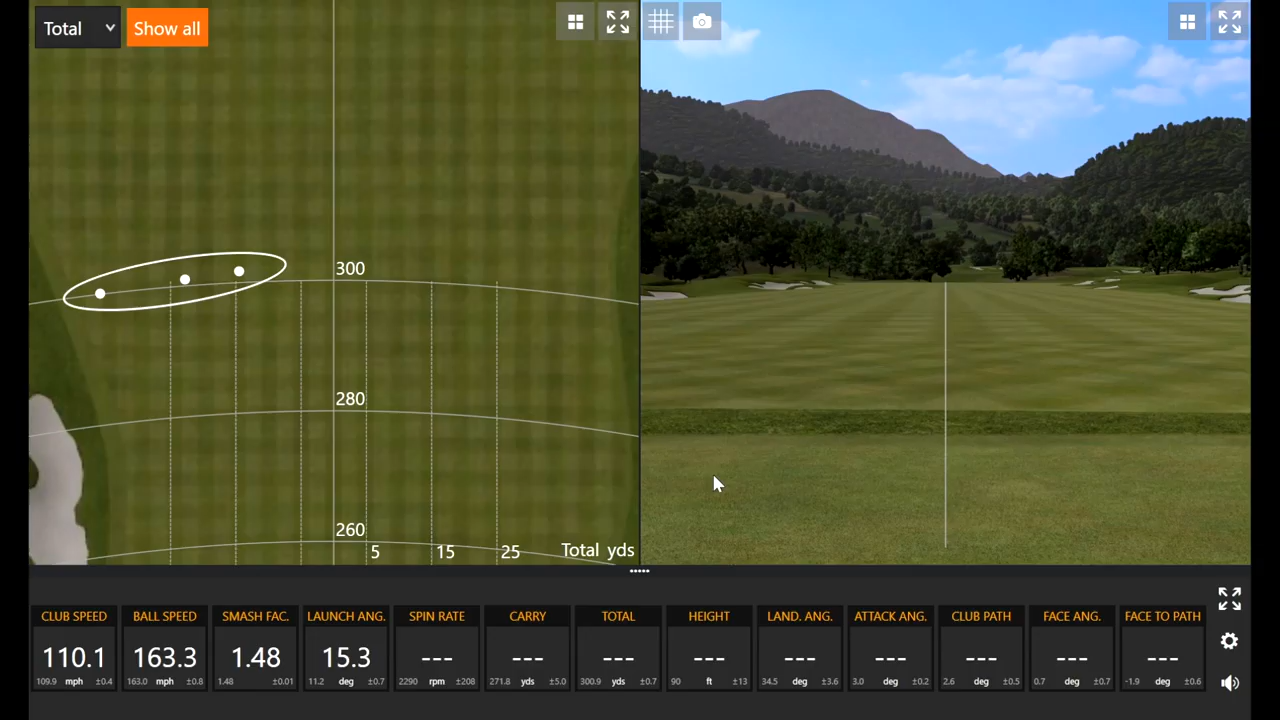 Total
Show all
300
280
260
5 15 25 Total yds
CLUB SPEED BALL SPEED SMASH FAC. LAUNCH ANG. SPIN RATE CARRY TOTAL HEIGHT LAND. ANG. ATTACK ANG. CLUB PATH FACE ANG. FACE TO PATH
110.1 163.3 1.48 15.3 --- --- --- --- --- --- --- --- ---
109.9 mph ±0.4 163.0 mph ±0.8 1.48 ±0.01 11.2 deg ±0.7 2290 rpm ±208 271.8 yds ±5.0 300.9 yds ±0.7 90 ft ±13 34.5 deg ±3.6 3.0 deg ±0.2 2.6 deg ±0.5 0.7 deg ±0.7 -1.9 deg ±0.6